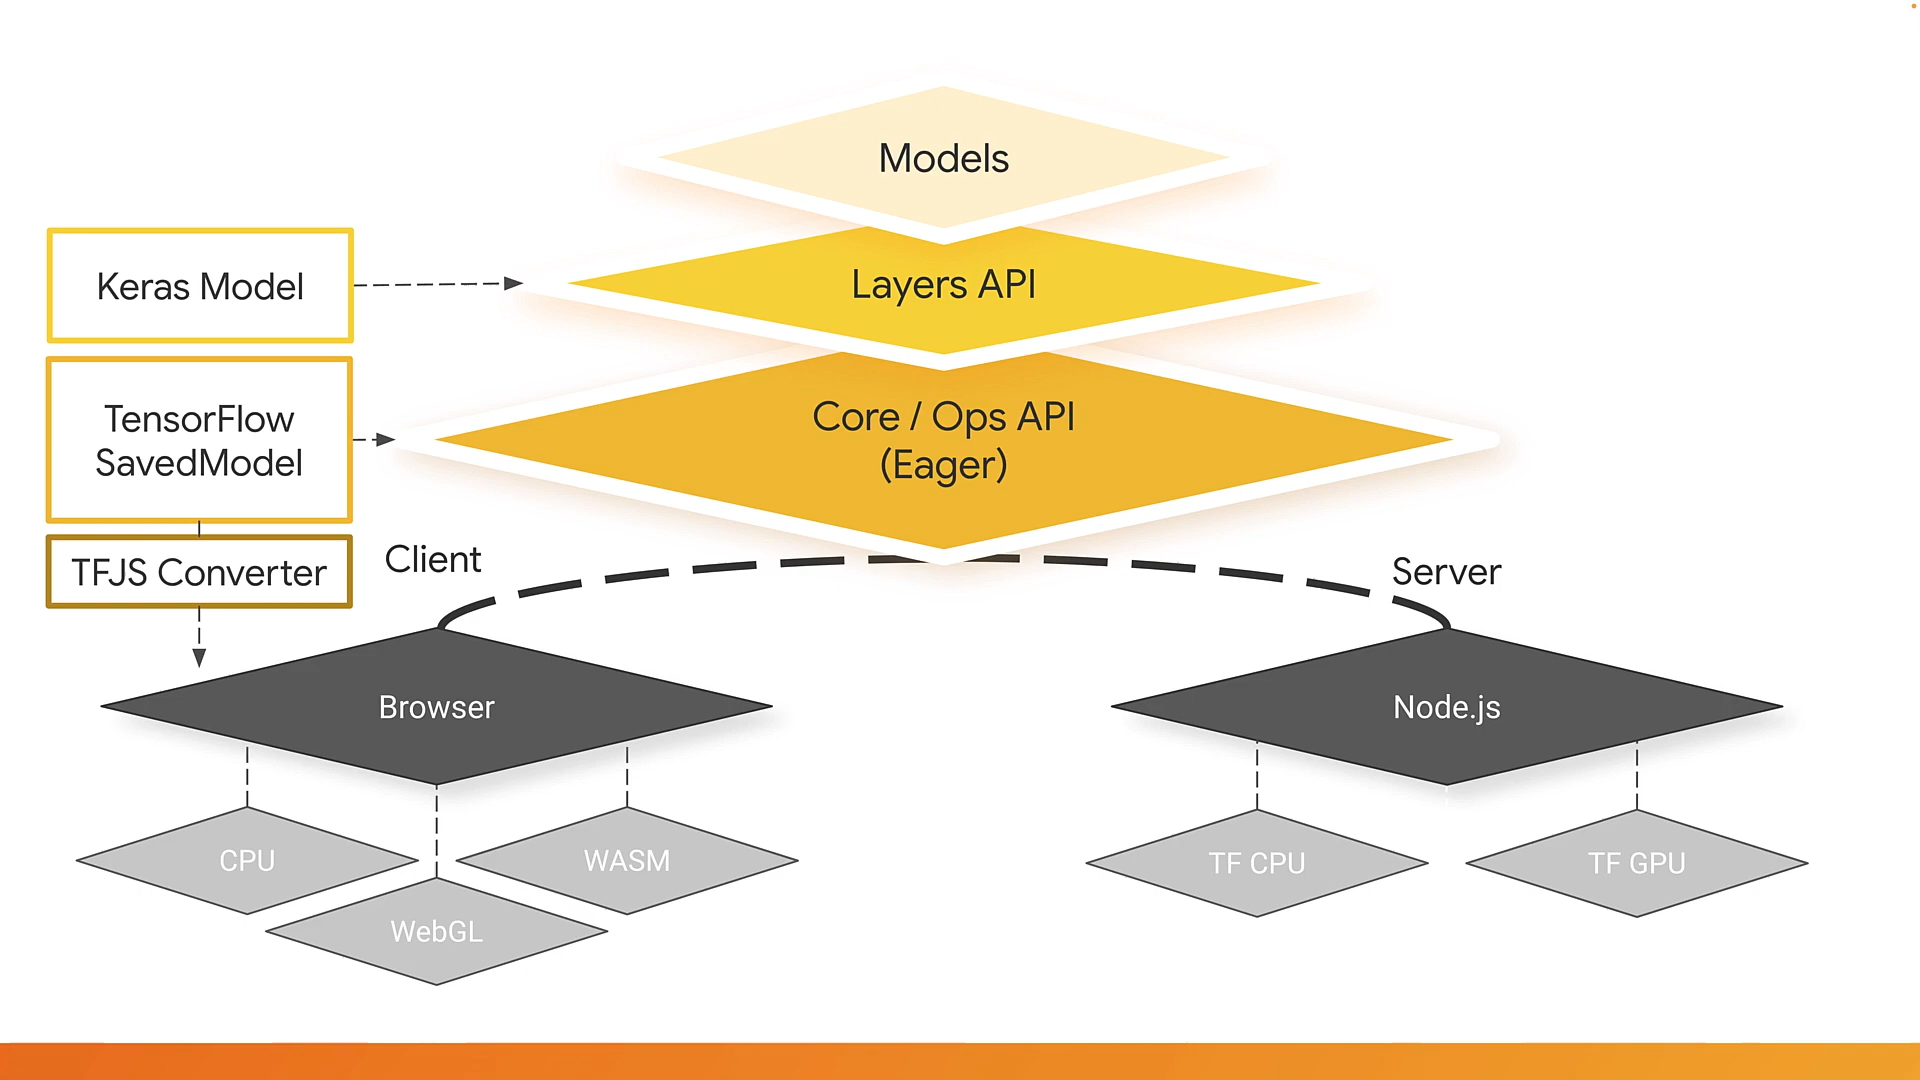 Models
Keras Model
Layers API
TensorFlow
SavedModel
Core / Ops API
(Eager)
TFJS Converter
Client
Server
Browser
Node.js
CPU
WASM
WebGL
TF CPU
TF GPU